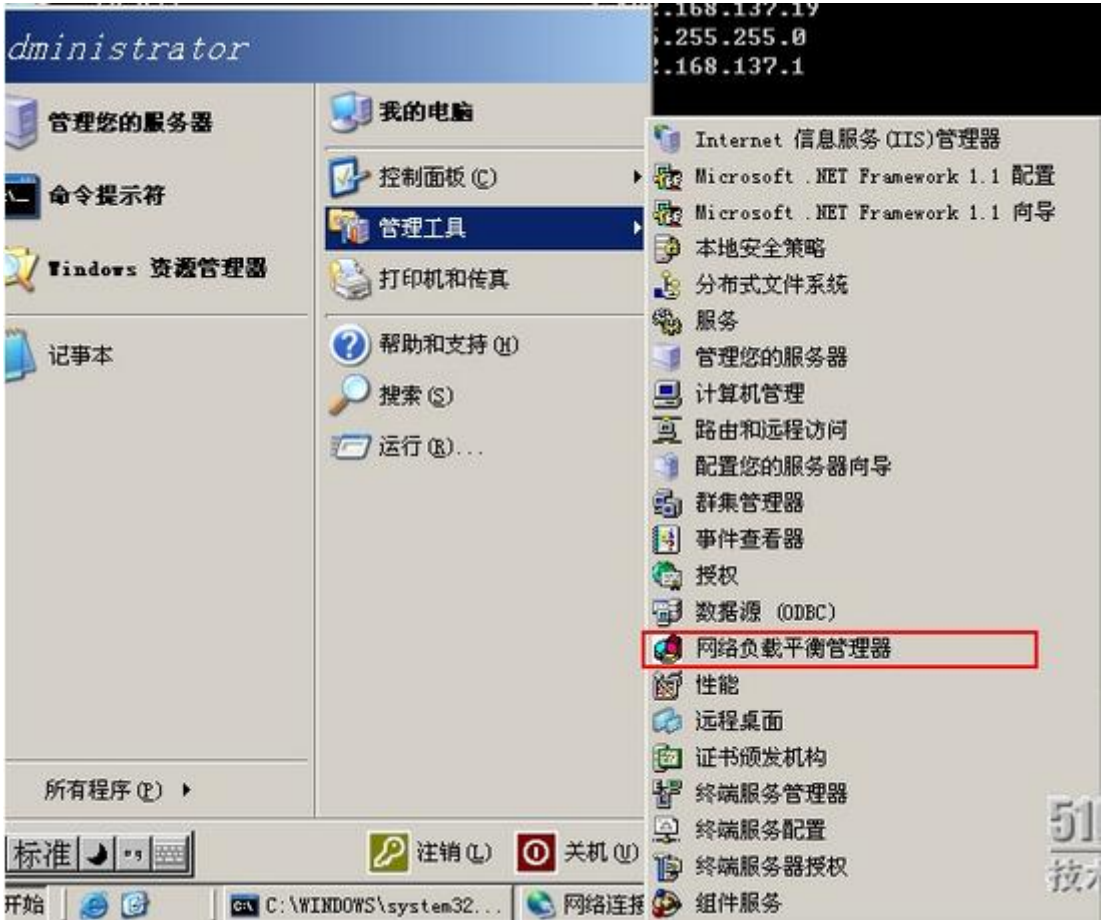 .168.137.19
.255.255.0
.168.137.1
dministrator
管理您的服务器
命令提示符
Windows 资源管理器
记事本
所有程序(P)
我的电脑
控制面板(C)
管理工具
打印机和传真
帮助和支持(H)
搜索(S)
运行(R)...
Internet 信息服务(IIS)管理器
Microsoft .NET Framework 1.1 配置
Microsoft .NET Framework 1.1 向导
本地安全策略
分布式文件系统
服务
管理您的服务器
计算机管理
路由和远程访问
配置您的服务器向导
群集管理器
事件查看器
授权
数据源 (ODBC)
网络负载平衡管理器
性能
远程桌面
证书颁发机构
终端服务管理器
终端服务配置
终端服务器授权
组件服务
注销(L)
关机(U)
标准
开始
C:\WINDOWS\system32...
网络连接
51
技